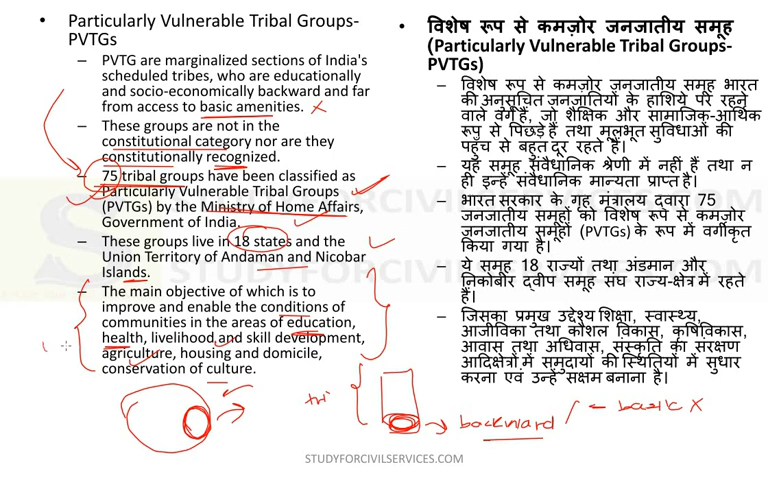 • Particularly Vulnerable Tribal Groups-
PVTGs
– PVTG are marginalized sections of India's
scheduled tribes, who are educationally
and socio-economically backward and far
from access to basic amenities.
– These groups are not in the
constitutional category nor are they
constitutionally recognized.
– 75 tribal groups have been classified as
Particularly Vulnerable Tribal Groups
(PVTGs) by the Ministry of Home Affairs,
Government of India.
– These groups live in 18 states and the
Union Territory of Andaman and Nicobar
Islands.
– The main objective of which is to
improve and enable the conditions of
communities in the areas of education,
health, livelihood and skill development,
agriculture, housing and domicile,
conservation of culture.
• विशेष रूप से कमज़ोर जनजातीय समूह
(Particularly Vulnerable Tribal Groups-
PVTGs)
– विशेष रूप से कमज़ोर जनजातीय समूह भारत
की अनुसूचित जनजातियों के हाशिये पर रहने
वाले वर्ग हैं, जो शैक्षिक और सामाजिक-आर्थिक
रूप से पिछड़े हैं तथा मूलभूत सुविधाओं की
पहुँच से बहुत दूर रहते हैं।
– यह समूह संवैधानिक श्रेणी में नहीं हैं तथा न
ही इन्हें संवैधानिक मान्यता प्राप्त है।
– भारत सरकार के गृह मंत्रालय द्वारा 75
जनजातीय समूहों को विशेष रूप से कमज़ोर
जनजातीय समूहों (PVTGs) के रूप में वर्गीकृत
किया गया है।
– ये समूह 18 राज्यों तथा अंडमान और
निकोबार द्वीप समूह संघ राज्य-क्षेत्र में रहते
हैं।
– जिसका प्रमुख उद्देश्य शिक्षा, स्वास्थ्य,
आजीविका तथा कौशल विकास, कृषिविकास,
आवास तथा अधिवास, संस्कृति का संरक्षण
आदिक्षेत्रों में समुदायों की स्थितियों में सुधार
करना एवं उन्हें सक्षम बनाना है।
tri
backward / ← basic X
STUDYFORCIVILSERVICES.COM